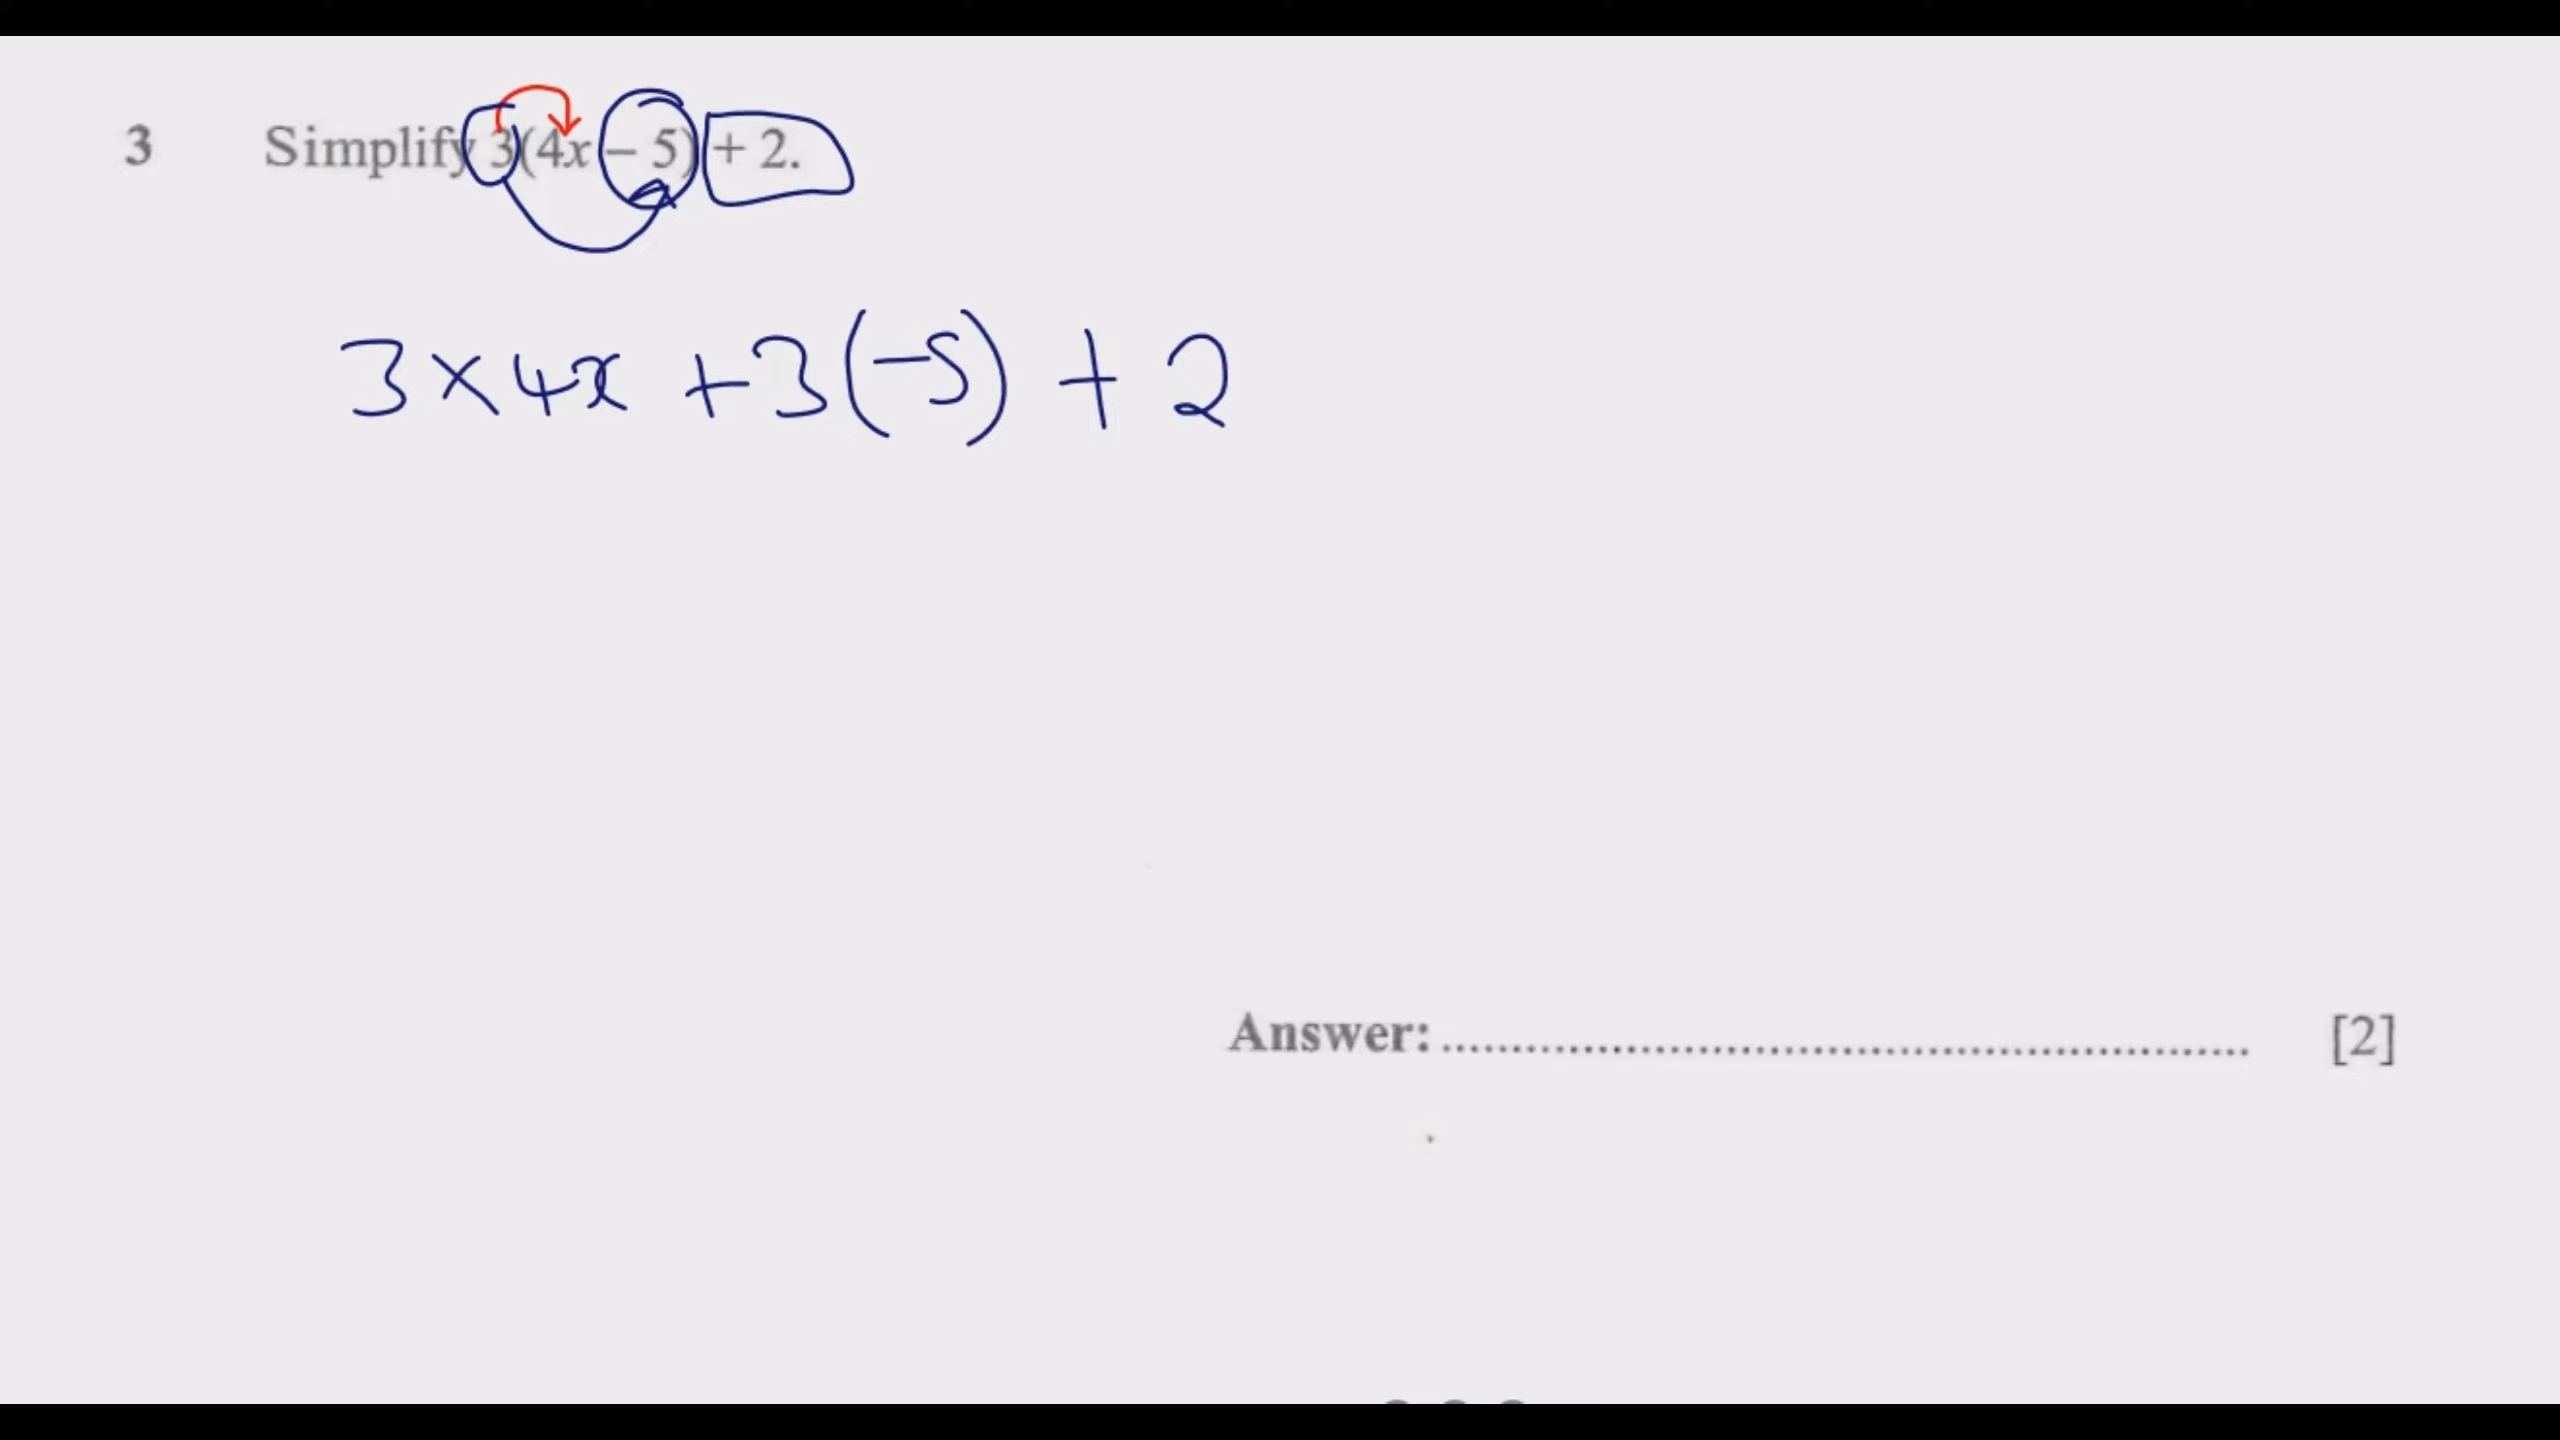 3 Simplify 3(4x – 5) + 2.
3 × 4x + 3(−5) + 2
Answer: ........................................................ [2]